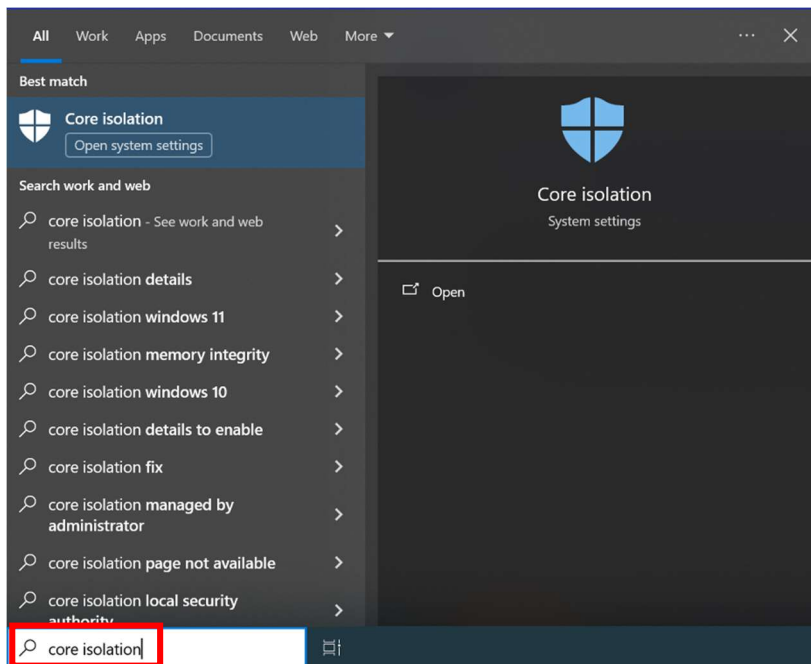 All Work Apps Documents Web More
Best match
Core isolation
Open system settings
Search work and web
core isolation - See work and web
results
core isolation details
core isolation windows 11
core isolation memory integrity
core isolation windows 10
core isolation details to enable
core isolation fix
core isolation managed by
administrator
core isolation page not available
core isolation local security
authority
core isolation
Core isolation
System settings
Open